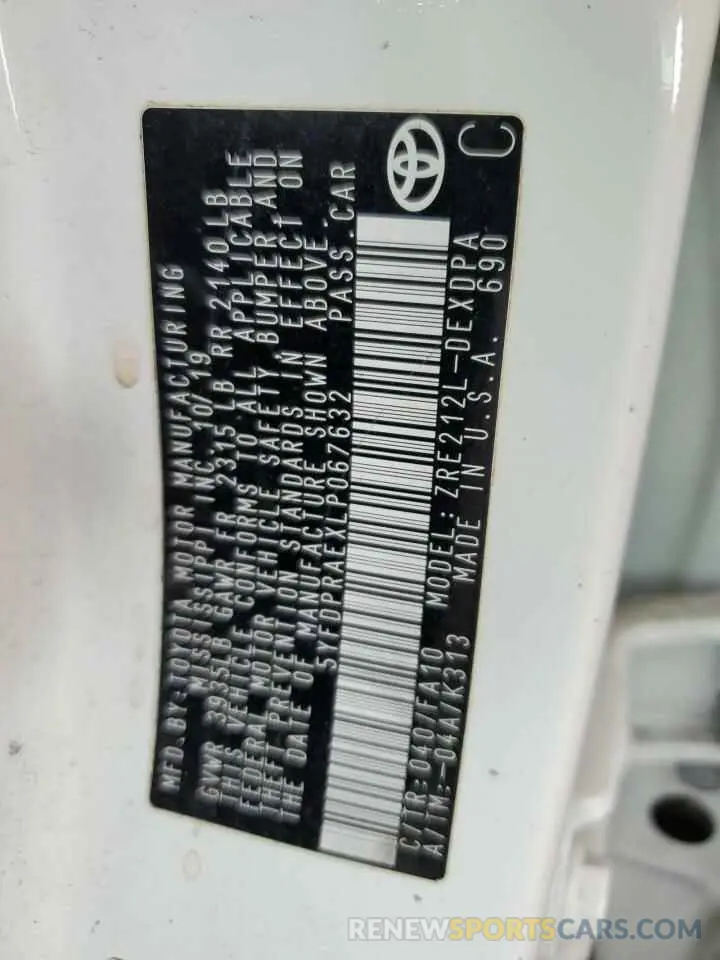 MFD. BY: TOYOTA MOTOR MANUFACTURING
MISSISSIPPI INC. 10/19
GVWR 3935LB GAWR FR 2315 LB RR 2140LB
THIS VEHICLE CONFORMS TO ALL APPLICABLE
FEDERAL MOTOR VEHICLE SAFETY, BUMPER, AND
THEFT PREVENTION STANDARDS IN EFFECT ON
THE DATE OF MANUFACTURE SHOWN ABOVE.
5YFDPRAEXLP067632 PASS.CAR
C/TR: 040/FA10 MODEL: ZRE212L-DEXDPA
A/TM: -04A/K313 MADE IN U.S.A. 690 C
RENEWSPORTSCARS.COM